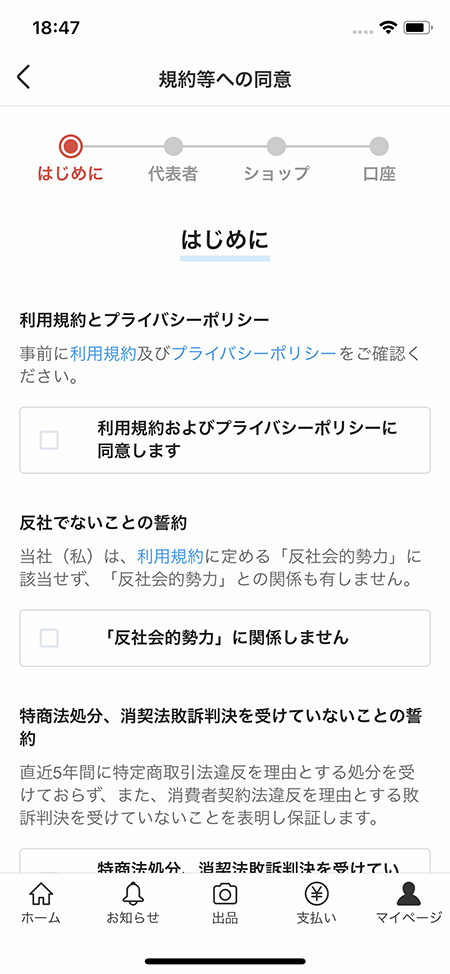 18:47
規約等への同意
はじめに
代表者
ショップ
口座
はじめに
利用規約とプライバシーポリシー
事前に利用規約及びプライバシーポリシーをご確認く
ださい。
利用規約およびプライバシーポリシーに
同意します
反社でないことの誓約
当社（私）は、利用規約に定める「反社会的勢力」に
該当せず、「反社会的勢力」との関係も有しません。
「反社会的勢力」に関係しません
特商法処分、消契法敗訴判決を受けていないことの誓
約
直近5年間に特定商取引法違反を理由とする処分を受
けておらず、また、消費者契約法違反を理由とする敗
訴判決を受けていないことを表明し保証します。
特商法処分、消契法敗訴判決を受けてい
ホーム
お知らせ
出品
支払い
マイページ